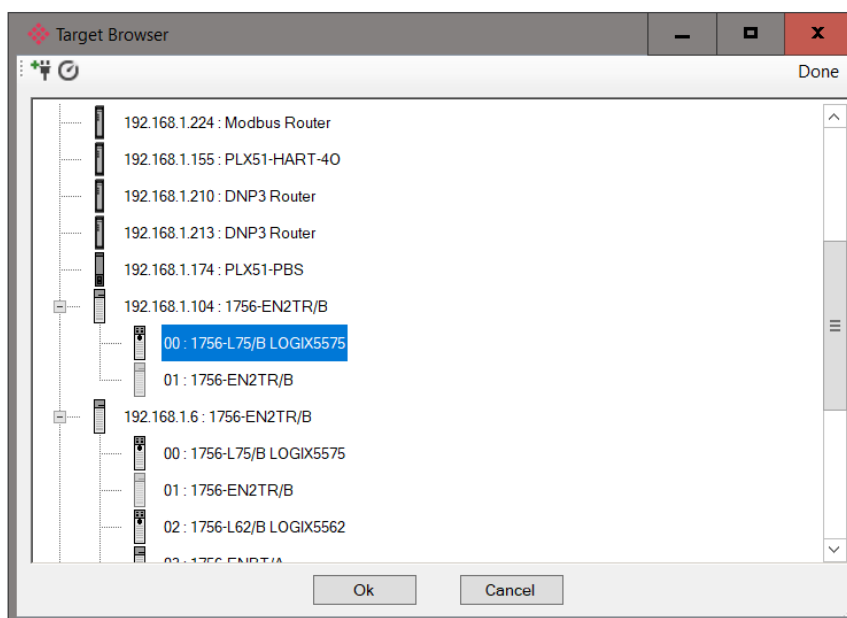 Target Browser
Done
192.168.1.224 : Modbus Router
192.168.1.155 : PLX51-HART-4O
192.168.1.210 : DNP3 Router
192.168.1.213 : DNP3 Router
192.168.1.174 : PLX51-PBS
192.168.1.104 : 1756-EN2TR/B
00 : 1756-L75/B LOGIX5575
01 : 1756-EN2TR/B
192.168.1.6 : 1756-EN2TR/B
00 : 1756-L75/B LOGIX5575
01 : 1756-EN2TR/B
02 : 1756-L62/B LOGIX5562
03 : 1756-ENBT/A
Ok Cancel